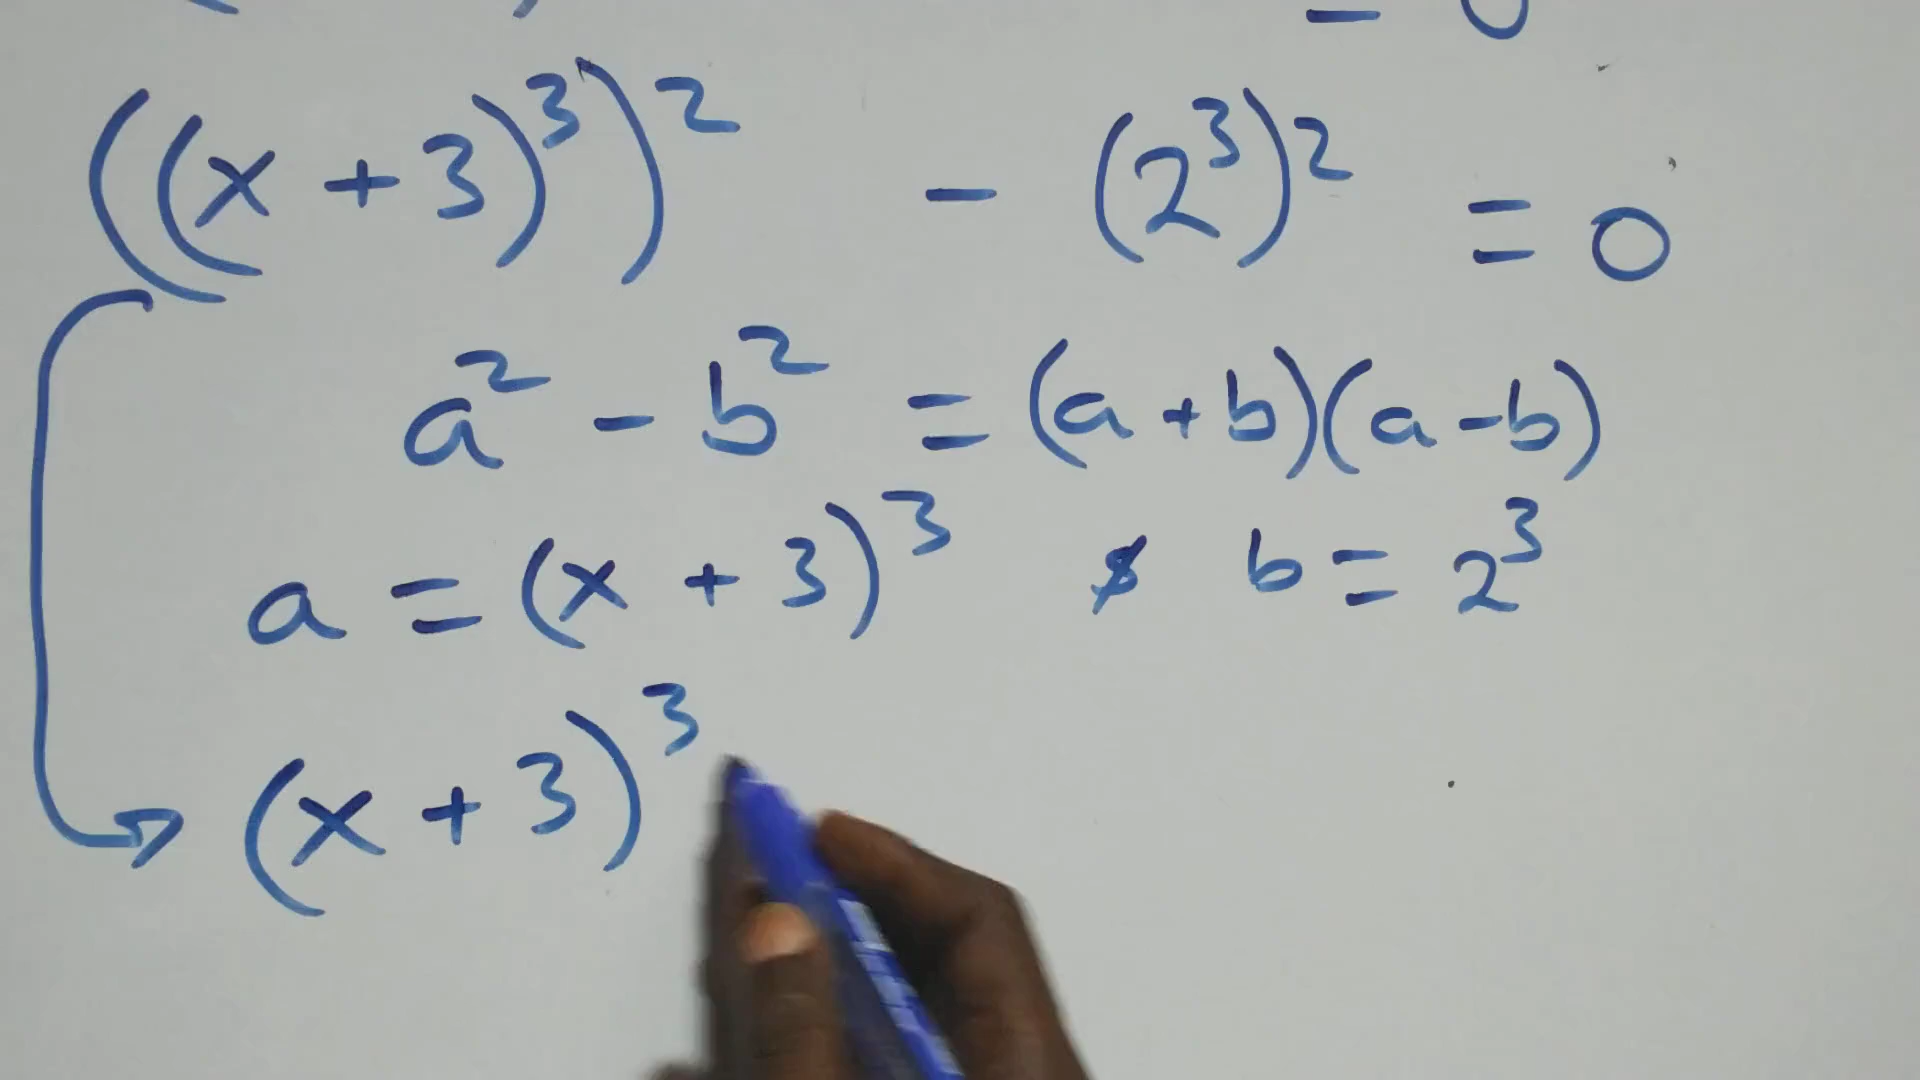 ((x + 3)³)² - (2³)² = 0
a² - b² = (a + b)(a - b)
a = (x + 3)³ & b = 2³
(x + 3)³